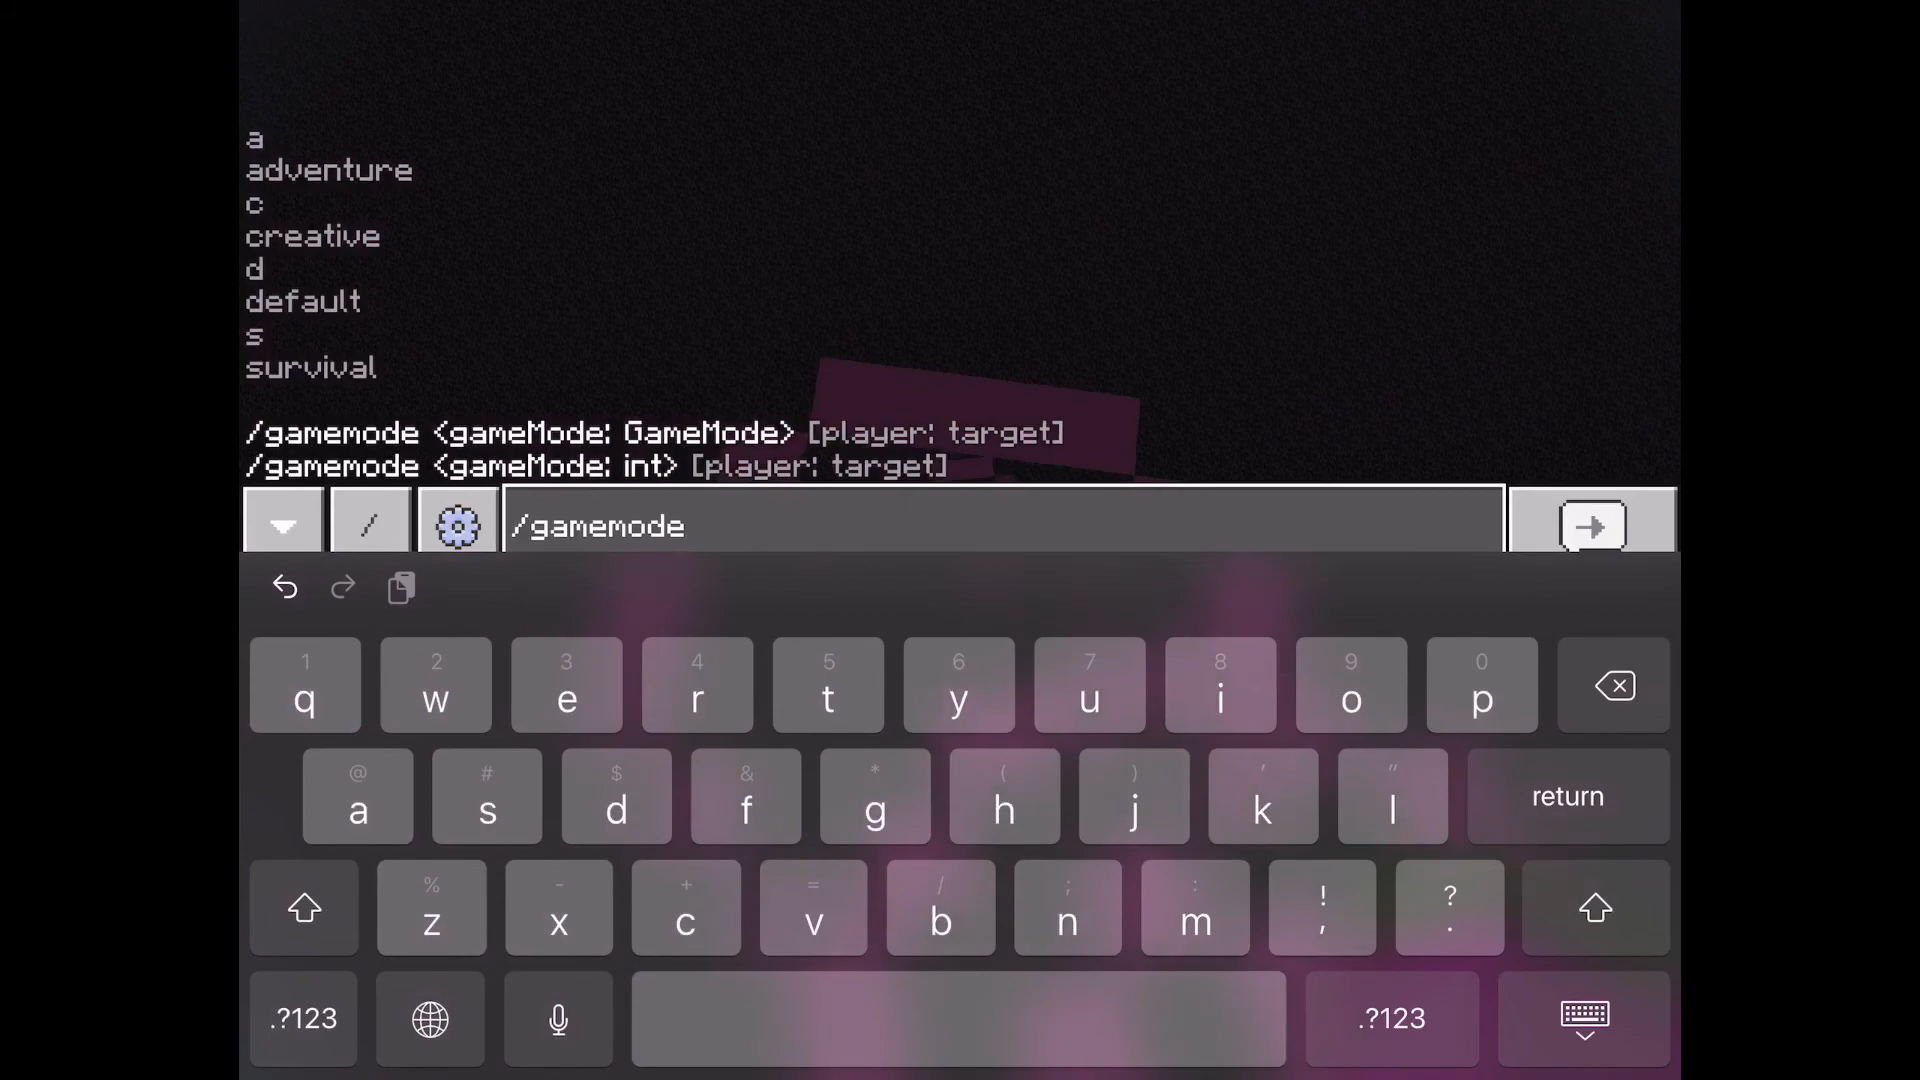 a
adventure
c
creative
d
default
s
survival
/gamemode <gameMode: GameMode> [player: target]
/gamemode <gameMode: int> [player: target]
/ /gamemode
1 2 3 4 5 6 7 8 9 0
q w e r t y u i o p
@ # $ & * ( ) ' "
a s d f g h j k l return
% - + = / ; : ! ?
z x c v b n m , .
.?123 .?123